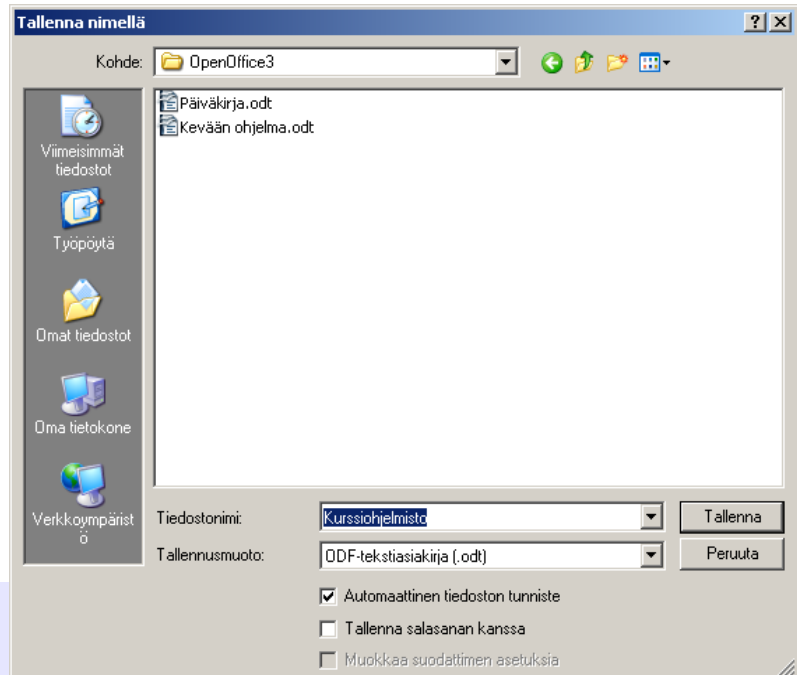 Tallenna nimellä
Kohde:
OpenOffice3
Päiväkirja.odt
Kevään ohjelma.odt
Viimeisimmät
tiedostot
Työpöytä
Omat tiedostot
Oma tietokone
Verkkoympärist
ö
Tiedostonimi:
Kurssiohjelmisto
Tallenna
Tallennusmuoto:
ODF-tekstiasiakirja (.odt)
Peruuta
Automaattinen tiedoston tunniste
Tallenna salasanan kanssa
Muokkaa suodattimen asetuksia